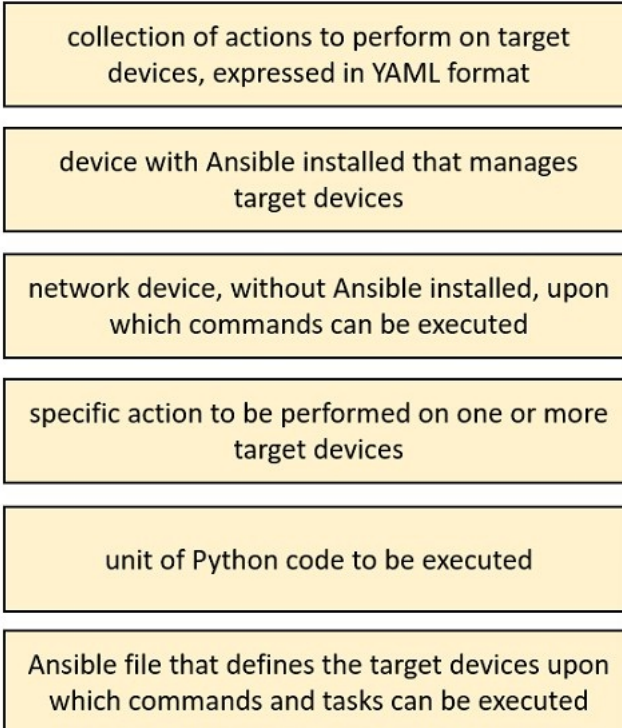 collection of actions to perform on target
devices, expressed in YAML format
device with Ansible installed that manages
target devices
network device, without Ansible installed, upon
which commands can be executed
specific action to be performed on one or more
target devices
unit of Python code to be executed
Ansible file that defines the target devices upon
which commands and tasks can be executed